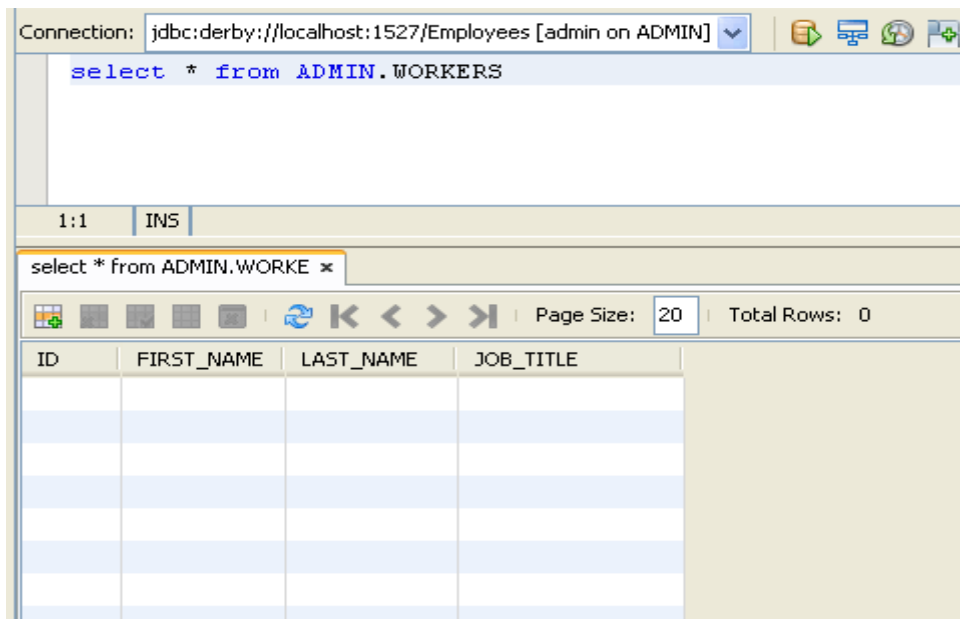 Connection: jdbc:derby://localhost:1527/Employees [admin on ADMIN]
select * from ADMIN.WORKERS
1:1 INS
select * from ADMIN.WORKE ×
Page Size: 20 Total Rows: 0
ID FIRST_NAME LAST_NAME JOB_TITLE